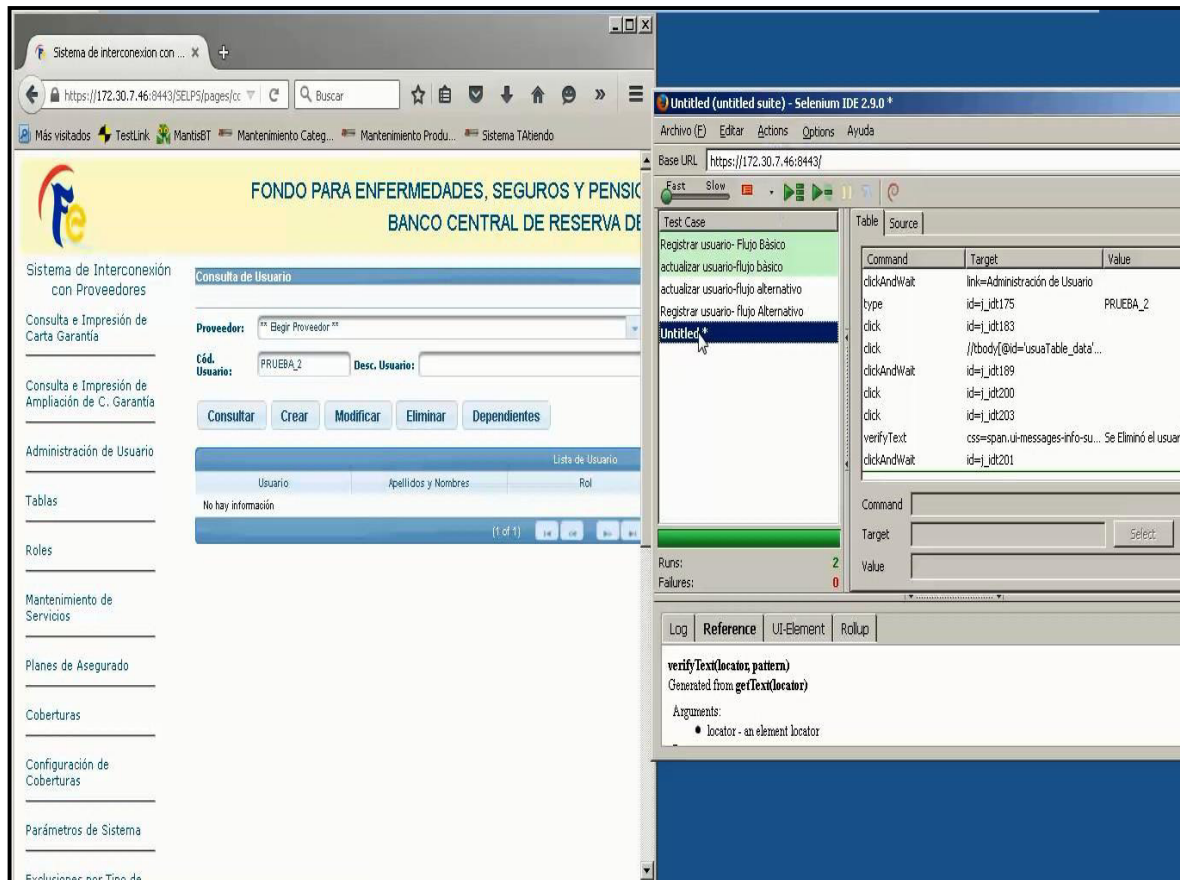 Sistema de interconexion con ...
https://172.30.7.46:8443/SELPS/pages/cc
Buscar
Más visitados
TestLink
MantisBT
Mantenimiento Categ...
Mantenimiento Produ...
Sistema TAtiendo
Fe
FONDO PARA ENFERMEDADES, SEGUROS Y PENSIO
BANCO CENTRAL DE RESERVA DE
Sistema de Interconexión
con Proveedores
Consulta e Impresión de
Carta Garantía
Consulta e Impresión de
Ampliación de C. Garantía
Administración de Usuario
Tablas
Roles
Mantenimiento de
Servicios
Planes de Asegurado
Coberturas
Configuración de
Coberturas
Parámetros de Sistema
Exclusiones por Tipo de
Consulta de Usuario
Proveedor: ** Elegir Proveedor **
Cód.
Usuario: PRUEBA_2 Desc. Usuario:
Consultar Crear Modificar Eliminar Dependientes
Lista de Usuario
Usuario Apellidos y Nombres Rol
No hay información
(1 of 1)
Untitled (untitled suite) - Selenium IDE 2.9.0 *
Archivo (F) Editar Actions Options Ayuda
Base URL https://172.30.7.46:8443/
Fast Slow
Test Case
Registrar usuario- Flujo Bàsico
actualizar usuario-flujo bàsico
actualizar usuario-flujo alternativo
Registrar usuario- flujo Alternativo
Untitled *
Runs: 2
Failures: 0
Table Source
Command Target Value
clickAndWait link=Administración de Usuario
type id=j_idt175 PRUEBA_2
click id=j_idt183
click //tbody[@id='usuaTable_data'...
clickAndWait id=j_idt189
click id=j_idt200
click id=j_idt203
verifyText css=span.ui-messages-info-su... Se Eliminó el usuar
clickAndWait id=j_idt201
Command
Target Select
Value
Log Reference UI-Element Rollup
verifyText(locator, pattern)
Generated from getText(locator)
Arguments:
• locator - an element locator